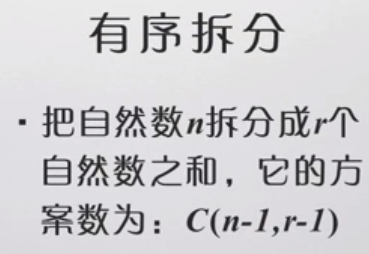 有序拆分
▪ 把自然数n拆分成r个
自然数之和，它的方
案数为：C(n-1,r-1)